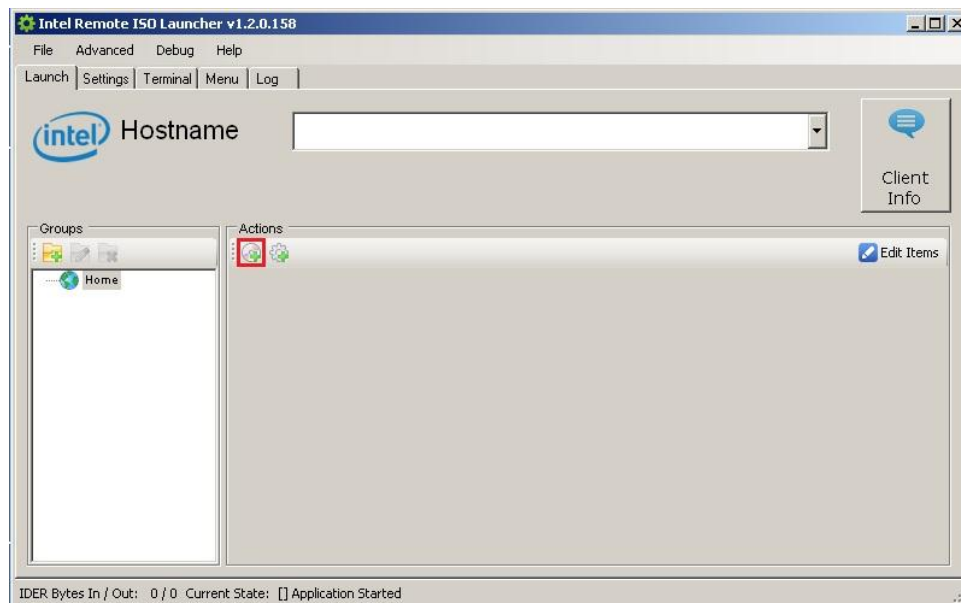 Intel Remote ISO Launcher v1.2.0.158
File Advanced Debug Help
Launch Settings Terminal Menu Log
intel Hostname
Client
Info
Groups
Actions
Edit Items
Home
IDER Bytes In / Out: 0 / 0 Current State: [] Application Started